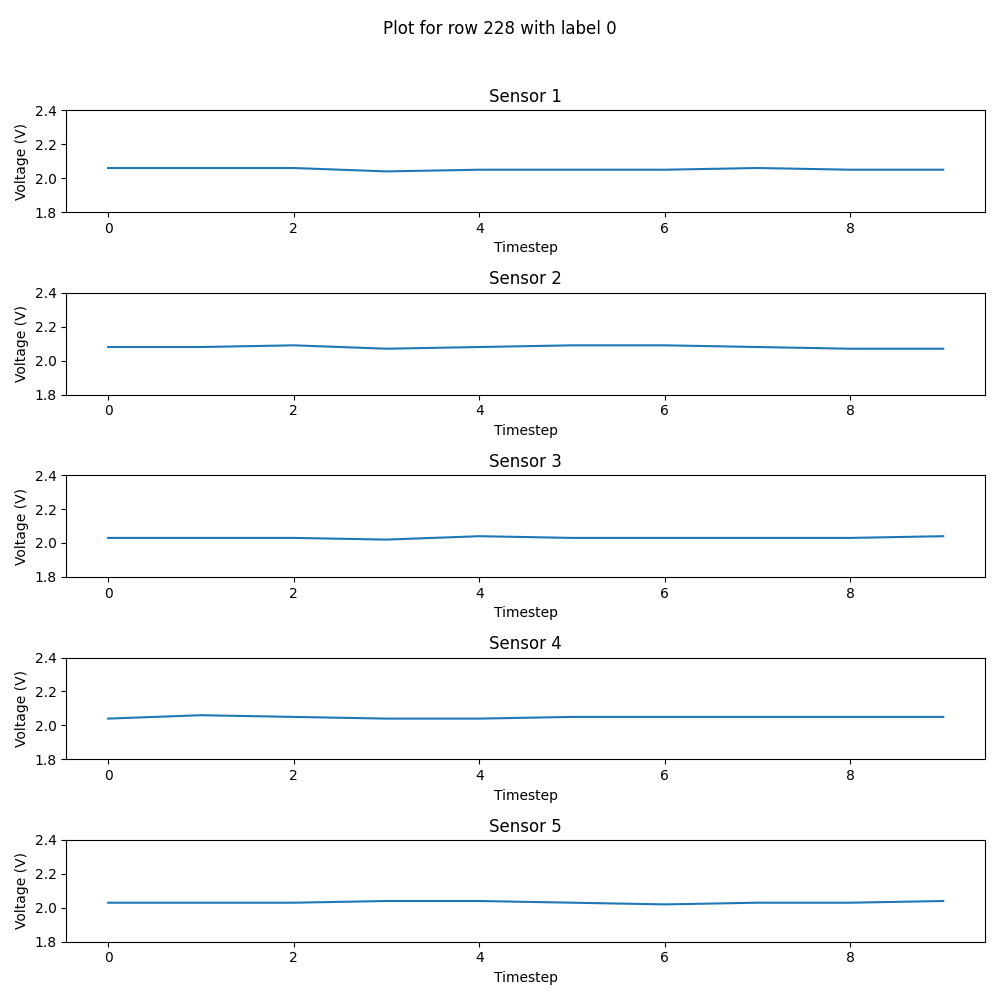 Plot for row 228 with label 0
Sensor 1
Voltage (V)
2.4
2.2
2.0
1.8
0 2 4 6 8
Timestep
Sensor 2
Voltage (V)
2.4
2.2
2.0
1.8
0 2 4 6 8
Timestep
Sensor 3
Voltage (V)
2.4
2.2
2.0
1.8
0 2 4 6 8
Timestep
Sensor 4
Voltage (V)
2.4
2.2
2.0
1.8
0 2 4 6 8
Timestep
Sensor 5
Voltage (V)
2.4
2.2
2.0
1.8
0 2 4 6 8
Timestep